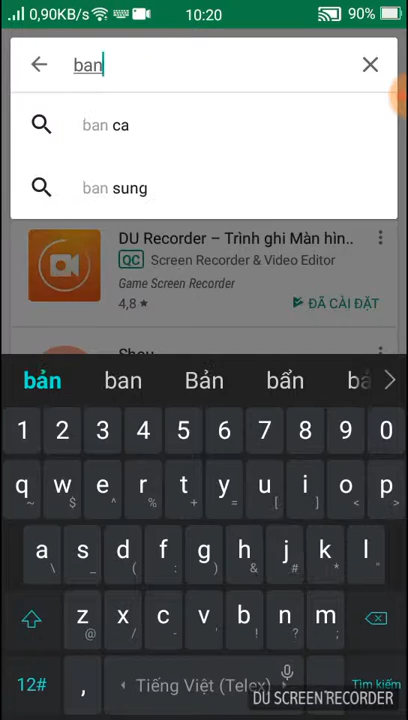 0,90KB/s 10:20 90%
ban
ban ca
ban sung
DU Recorder – Trình ghi Màn hìn..
QC Screen Recorder & Video Editor
Game Screen Recorder
4,8 ★ ĐÃ CÀI ĐẶT
bản ban Bản bẩn
1 2 3 4 5 6 7 8 9 0
q w e r t y u i o p
~ $ ^ % + = [ ] < >
a s d f g h j k l
\ _ ( : ) & # * "
z x c v b n m
@ / - ' ! ? ;
12# , Tiếng Việt (Telex) Tìm kiếm
DU SCREEN RECORDER